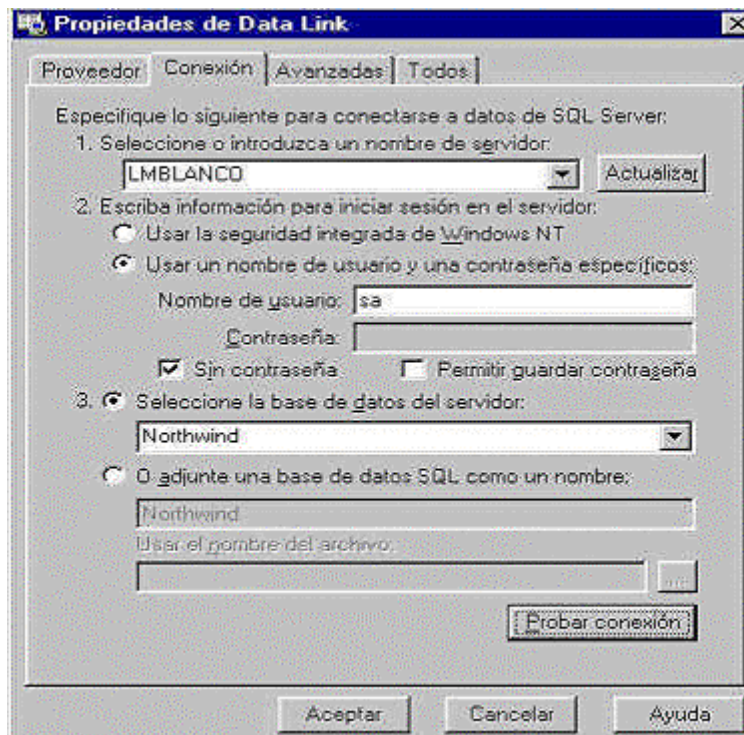 Propiedades de Data Link
Proveedor Conexión Avanzadas Todos
Especifique lo siguiente para conectarse a datos de SQL Server:
1. Seleccione o introduzca un nombre de servidor:
LMBLANCO Actualizar
2. Escriba información para iniciar sesión en el servidor:
Usar la seguridad integrada de Windows NT
Usar un nombre de usuario y una contraseña específicos:
Nombre de usuario: sa
Contraseña:
Sin contraseña Permitir guardar contraseña
3. Seleccione la base de datos del servidor:
Northwind
O adjunte una base de datos SQL como un nombre:
Northwind
Usar el nombre del archivo:
...
Probar conexión
Aceptar Cancelar Ayuda